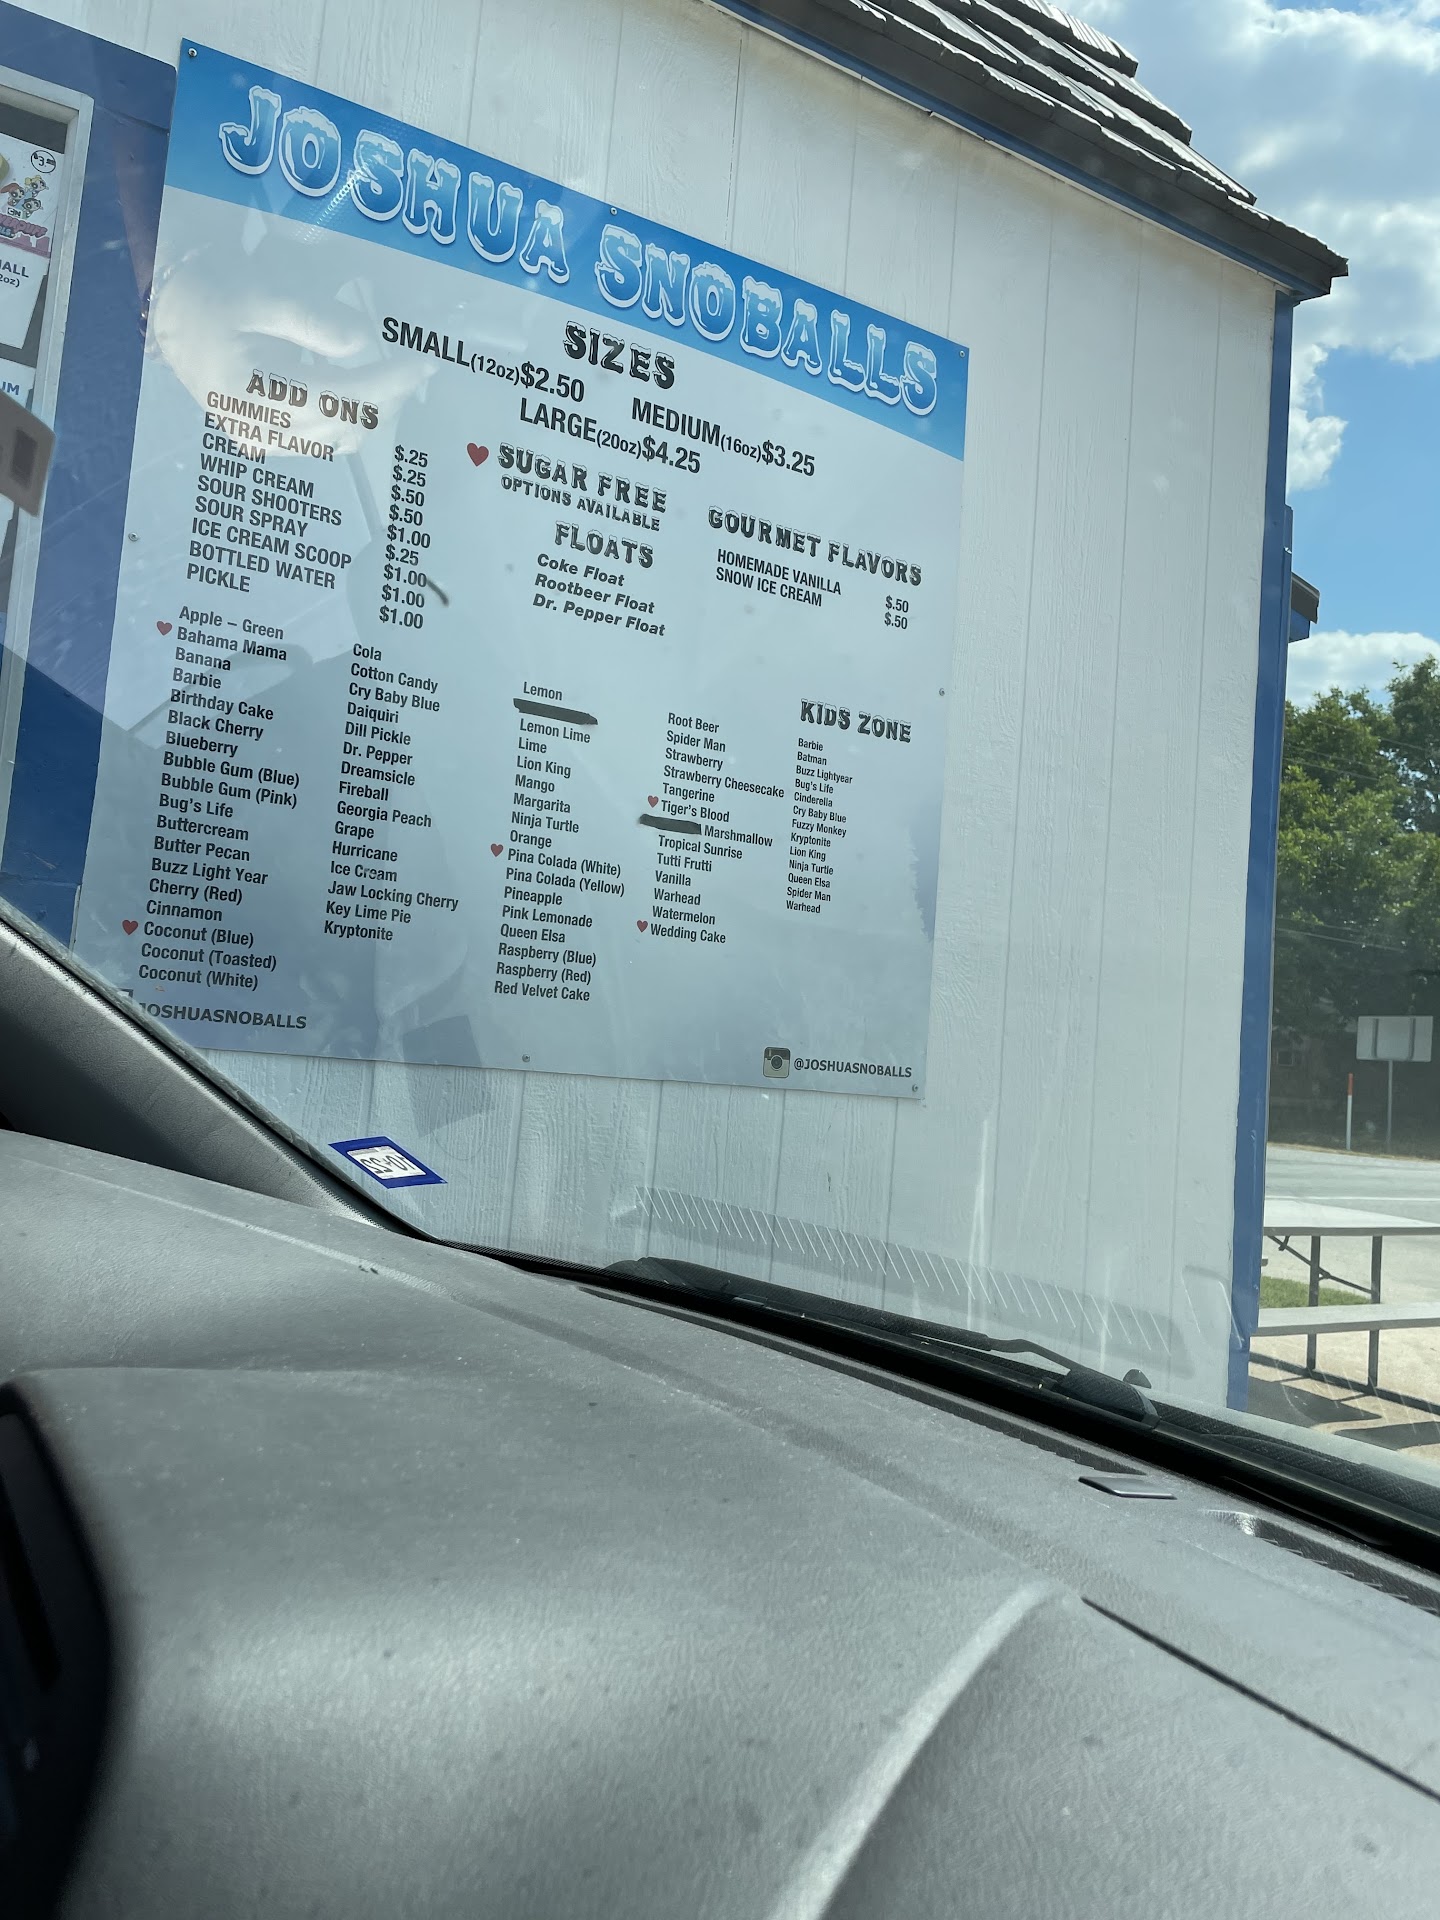 JOSHUA SNOBALLS
SIZES
SMALL(12oz)$2.50
MEDIUM(16oz)$3.25
LARGE(20oz)$4.25
ADD ONS
GUMMIES $.25
EXTRA FLAVOR $.25
CREAM $.50
WHIP CREAM $.50
SOUR SHOOTERS $1.00
SOUR SPRAY $.25
ICE CREAM SCOOP $1.00
BOTTLED WATER $1.00
PICKLE $1.00
SUGAR FREE
OPTIONS AVAILABLE
FLOATS
Coke Float
Rootbeer Float
Dr. Pepper Float
GOURMET FLAVORS
HOMEMADE VANILLA $.50
SNOW ICE CREAM $.50
Apple – Green
Bahama Mama
Banana
Barbie
Birthday Cake
Black Cherry
Blueberry
Bubble Gum (Blue)
Bubble Gum (Pink)
Bug's Life
Buttercream
Butter Pecan
Buzz Light Year
Cherry (Red)
Cinnamon
Coconut (Blue)
Coconut (Toasted)
Coconut (White)
Cola
Cotton Candy
Cry Baby Blue
Daiquiri
Dill Pickle
Dr. Pepper
Dreamsicle
Fireball
Georgia Peach
Grape
Hurricane
Ice Cream
Jaw Locking Cherry
Key Lime Pie
Kryptonite
Lemon
Lemon Lime
Lime
Lion King
Mango
Margarita
Ninja Turtle
Orange
Pina Colada (White)
Pina Colada (Yellow)
Pineapple
Pink Lemonade
Queen Elsa
Raspberry (Blue)
Raspberry (Red)
Red Velvet Cake
Root Beer
Spider Man
Strawberry
Strawberry Cheesecake
Tangerine
Tiger's Blood
Marshmallow
Tropical Sunrise
Tutti Frutti
Vanilla
Warhead
Watermelon
Wedding Cake
KIDS ZONE
Barbie
Batman
Buzz Lightyear
Bug's Life
Cinderella
Cry Baby Blue
Fuzzy Monkey
Kryptonite
Lion King
Ninja Turtle
Queen Elsa
Spider Man
Warhead
JOSHUASNOBALLS
@JOSHUASNOBALLS